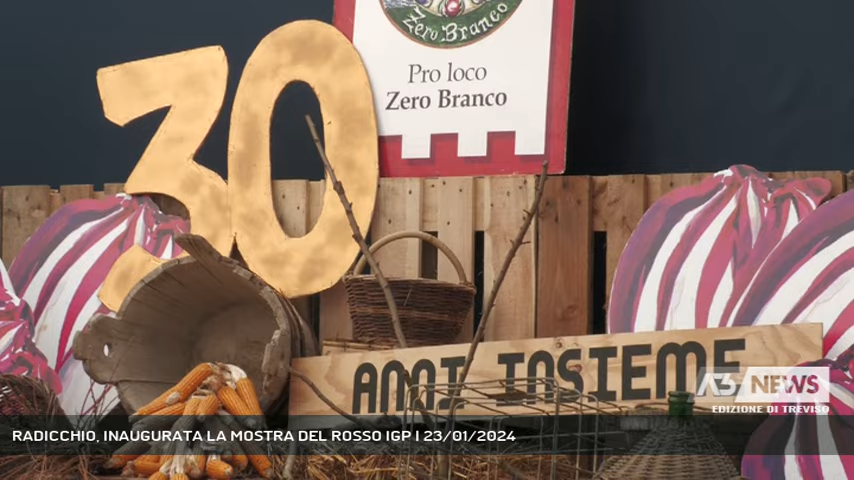 30
Zero Branco
Pro loco
Zero Branco
ANNI INSIEME
A3 NEWS
EDIZIONE DI TREVISO
RADICCHIO, INAUGURATA LA MOSTRA DEL ROSSO IGP | 23/01/2024